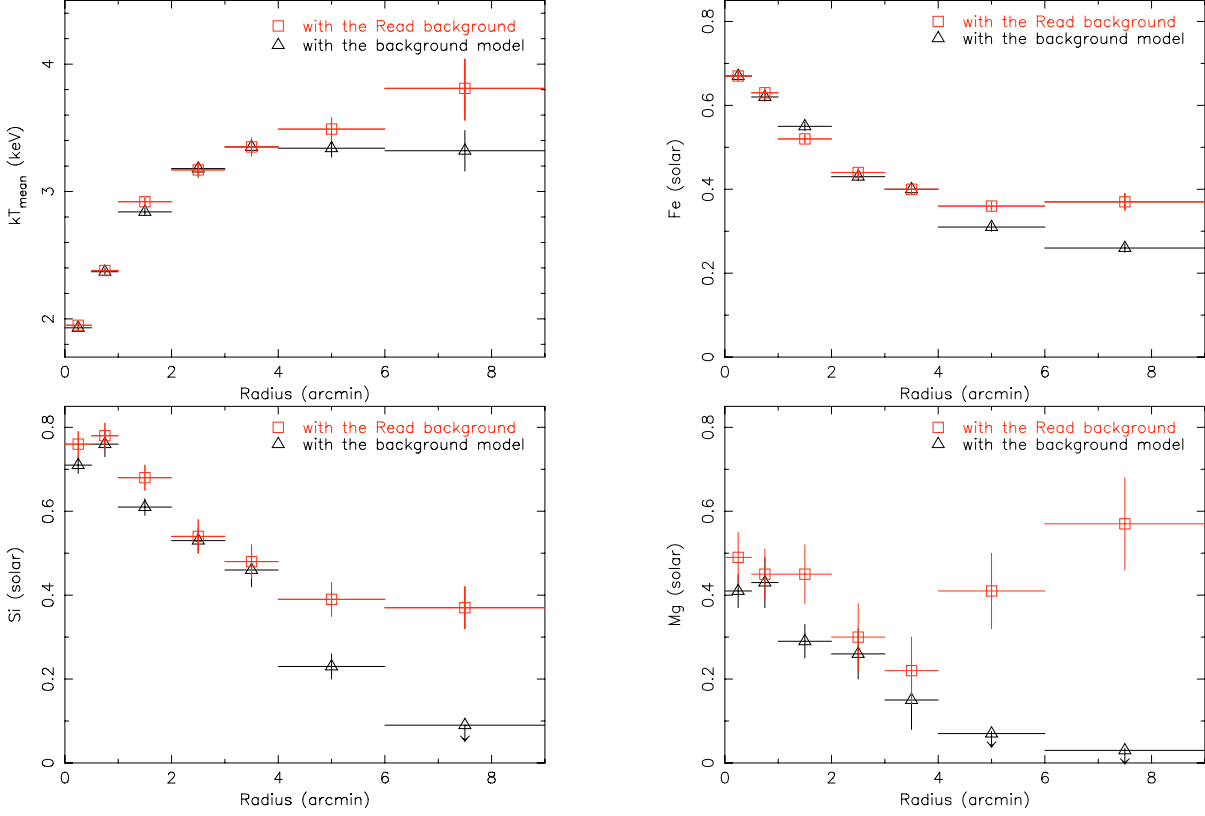 with the Read background
with the background model
kTmean (keV)
4
3
2
0 2 4 6 8
Radius (arcmin)
with the Read background
with the background model
Fe (solar)
0.8
0.6
0.4
0.2
0
0 2 4 6 8
Radius (arcmin)
with the Read background
with the background model
Si (solar)
0.8
0.6
0.4
0.2
0
0 2 4 6 8
Radius (arcmin)
with the Read background
with the background model
Mg (solar)
0.8
0.6
0.4
0.2
0
0 2 4 6 8
Radius (arcmin)